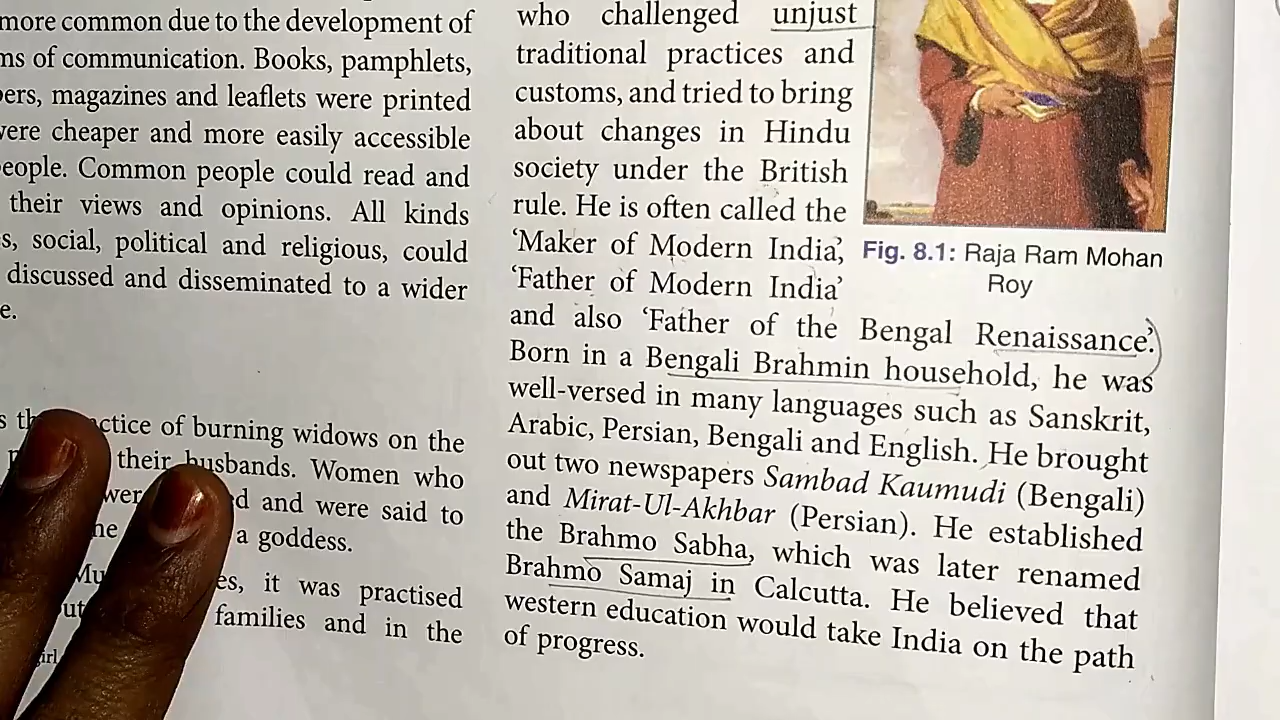 more common due to the development of
ms of communication. Books, pamphlets,
pers, magazines and leaflets were printed
were cheaper and more easily accessible
people. Common people could read and
their views and opinions. All kinds
s, social, political and religious, could
discussed and disseminated to a wider
e.
ctice of burning widows on the
their husbands. Women who
d and were said to
a goddess.
es, it was practised
families and in the
who challenged unjust
traditional practices and
customs, and tried to bring
about changes in Hindu
society under the British
rule. He is often called the
‘Maker of Modern India’,
‘Father of Modern India’
and also ‘Father of the Bengal Renaissance’.
Born in a Bengali Brahmin household, he was
well-versed in many languages such as Sanskrit,
Arabic, Persian, Bengali and English. He brought
out two newspapers Sambad Kaumudi (Bengali)
and Mirat-Ul-Akhbar (Persian). He established
the Brahmo Sabha, which was later renamed
Brahmo Samaj in Calcutta. He believed that
western education would take India on the path
of progress.
Fig. 8.1: Raja Ram Mohan
Roy